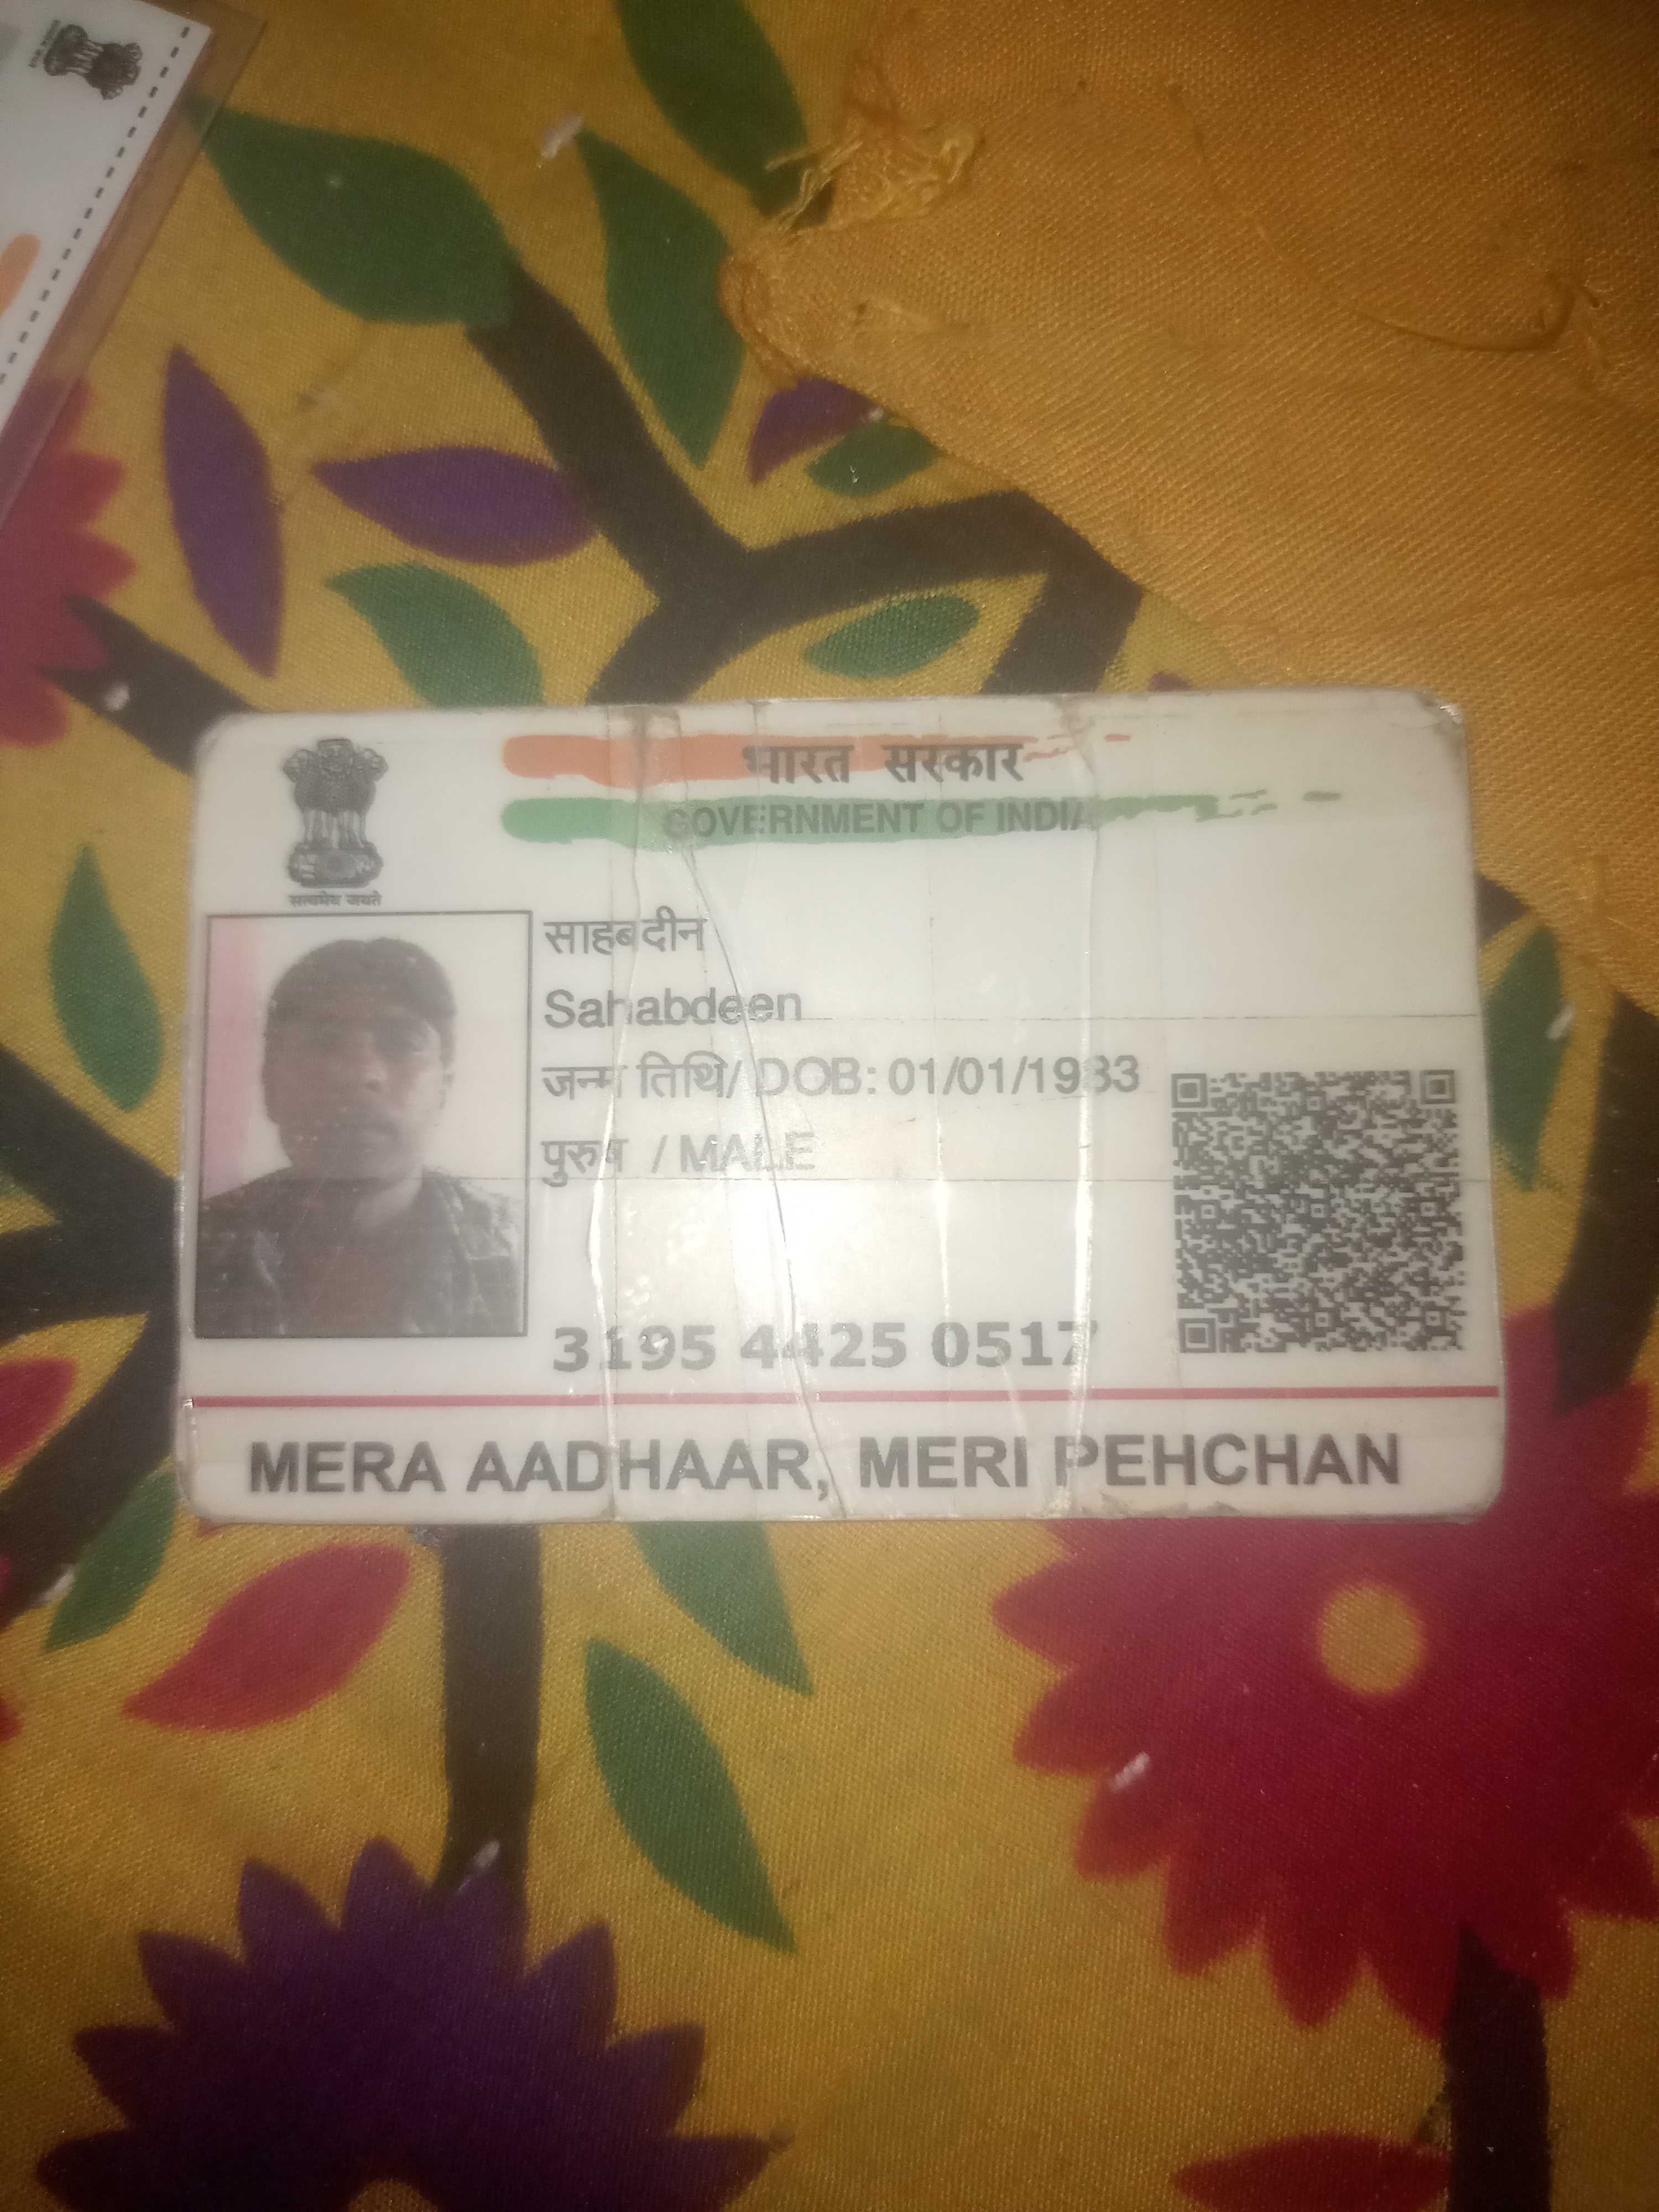 भारत सरकार
GOVERNMENT OF INDIA
सत्यमेव जयते
साहबदीन
Sahabdeen
जन्म तिथि/ DOB: 01/01/1983
पुरुष / MALE
3195 4425 0517
MERA AADHAAR, MERI PEHCHAN